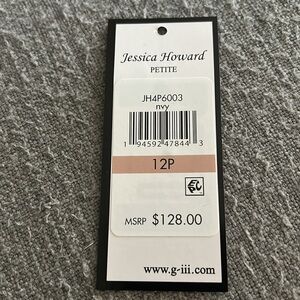 Jessica Howard
PETITE
JH4P6003
nvy
1 94592 47844 3
12P
MSRP $128.00
www.g-iii.com